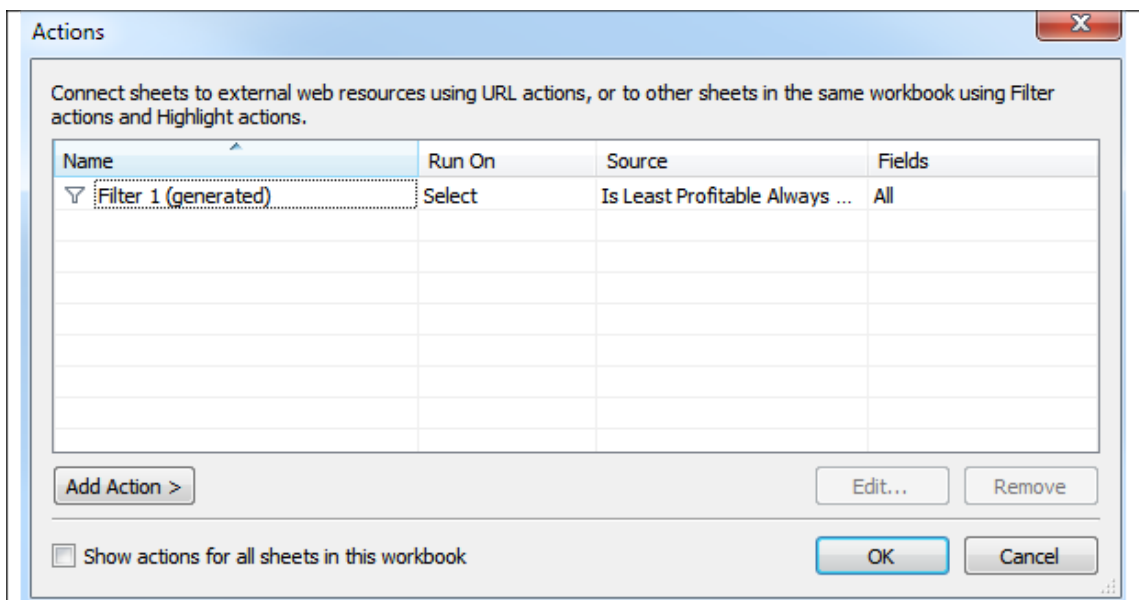 Actions
Connect sheets to external web resources using URL actions, or to other sheets in the same workbook using Filter
actions and Highlight actions.
Name Run On Source Fields
Filter 1 (generated) Select Is Least Profitable Always ... All
Add Action > Edit... Remove
Show actions for all sheets in this workbook OK Cancel